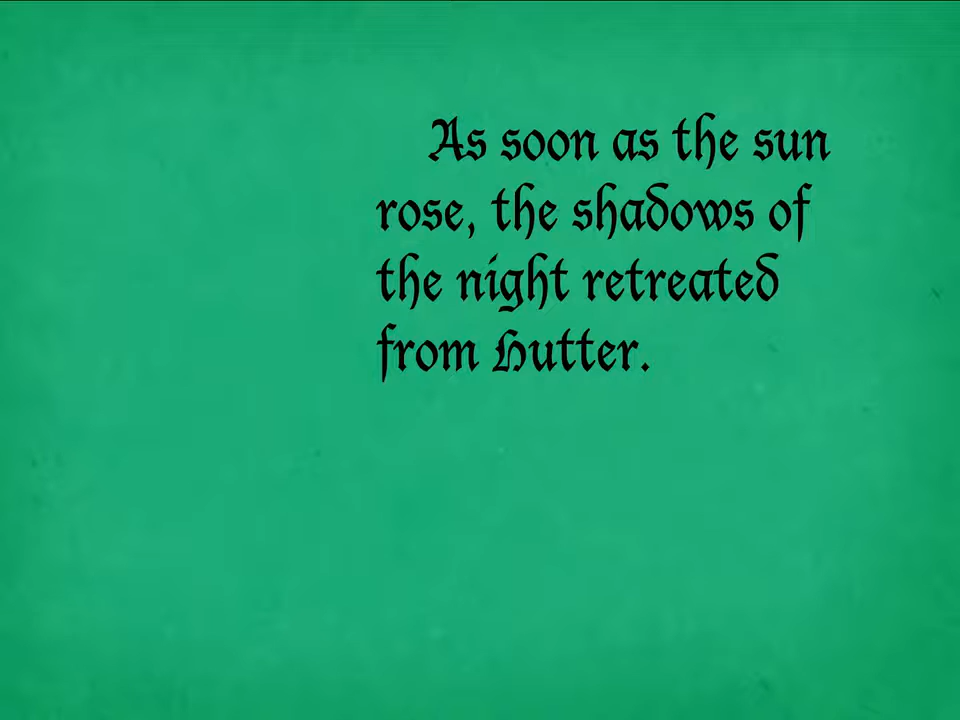 As soon as the sun
rose, the shadows of
the night retreated
from Hutter.